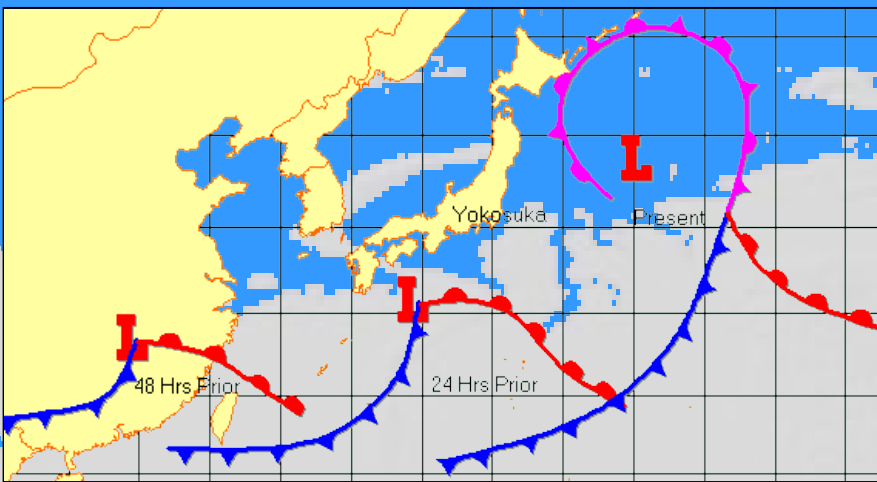 L
Yokosuka
Present
L
L
48 Hrs Prior
24 Hrs Prior